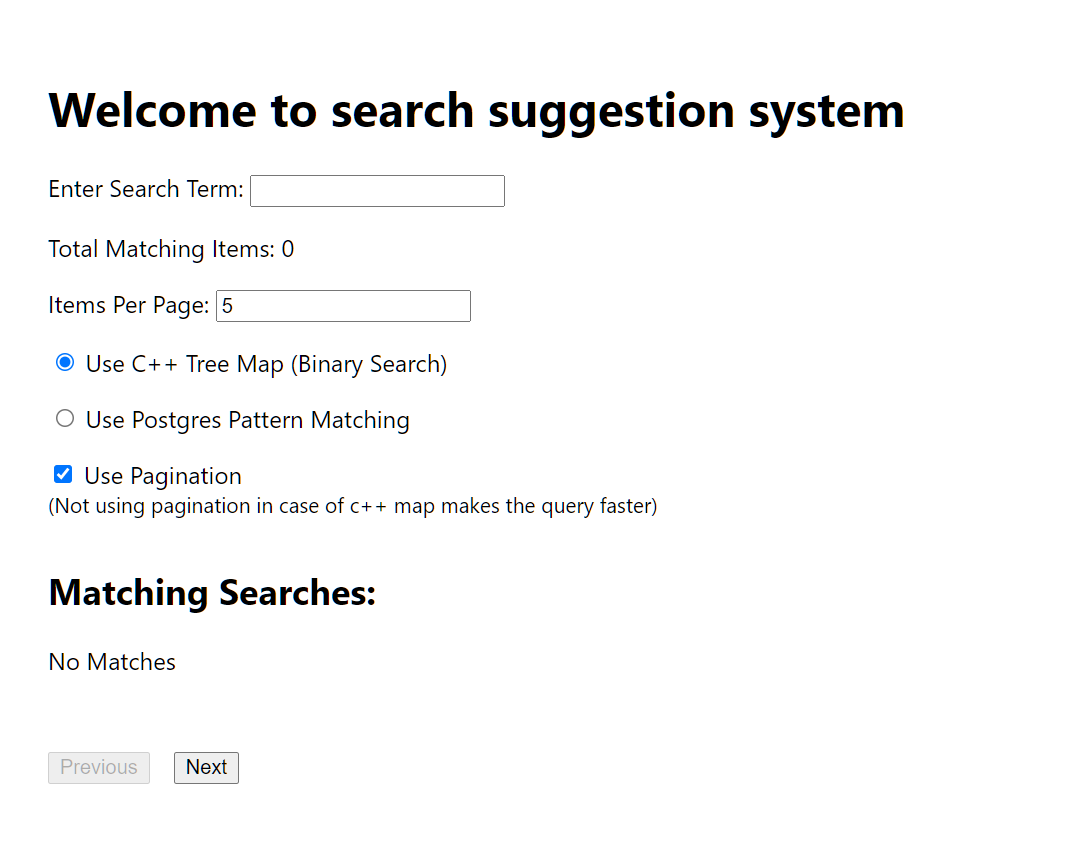 Welcome to search suggestion system
Enter Search Term:
Total Matching Items: 0
Items Per Page: 5
Use C++ Tree Map (Binary Search)
Use Postgres Pattern Matching
Use Pagination
(Not using pagination in case of c++ map makes the query faster)
Matching Searches:
No Matches
Previous Next